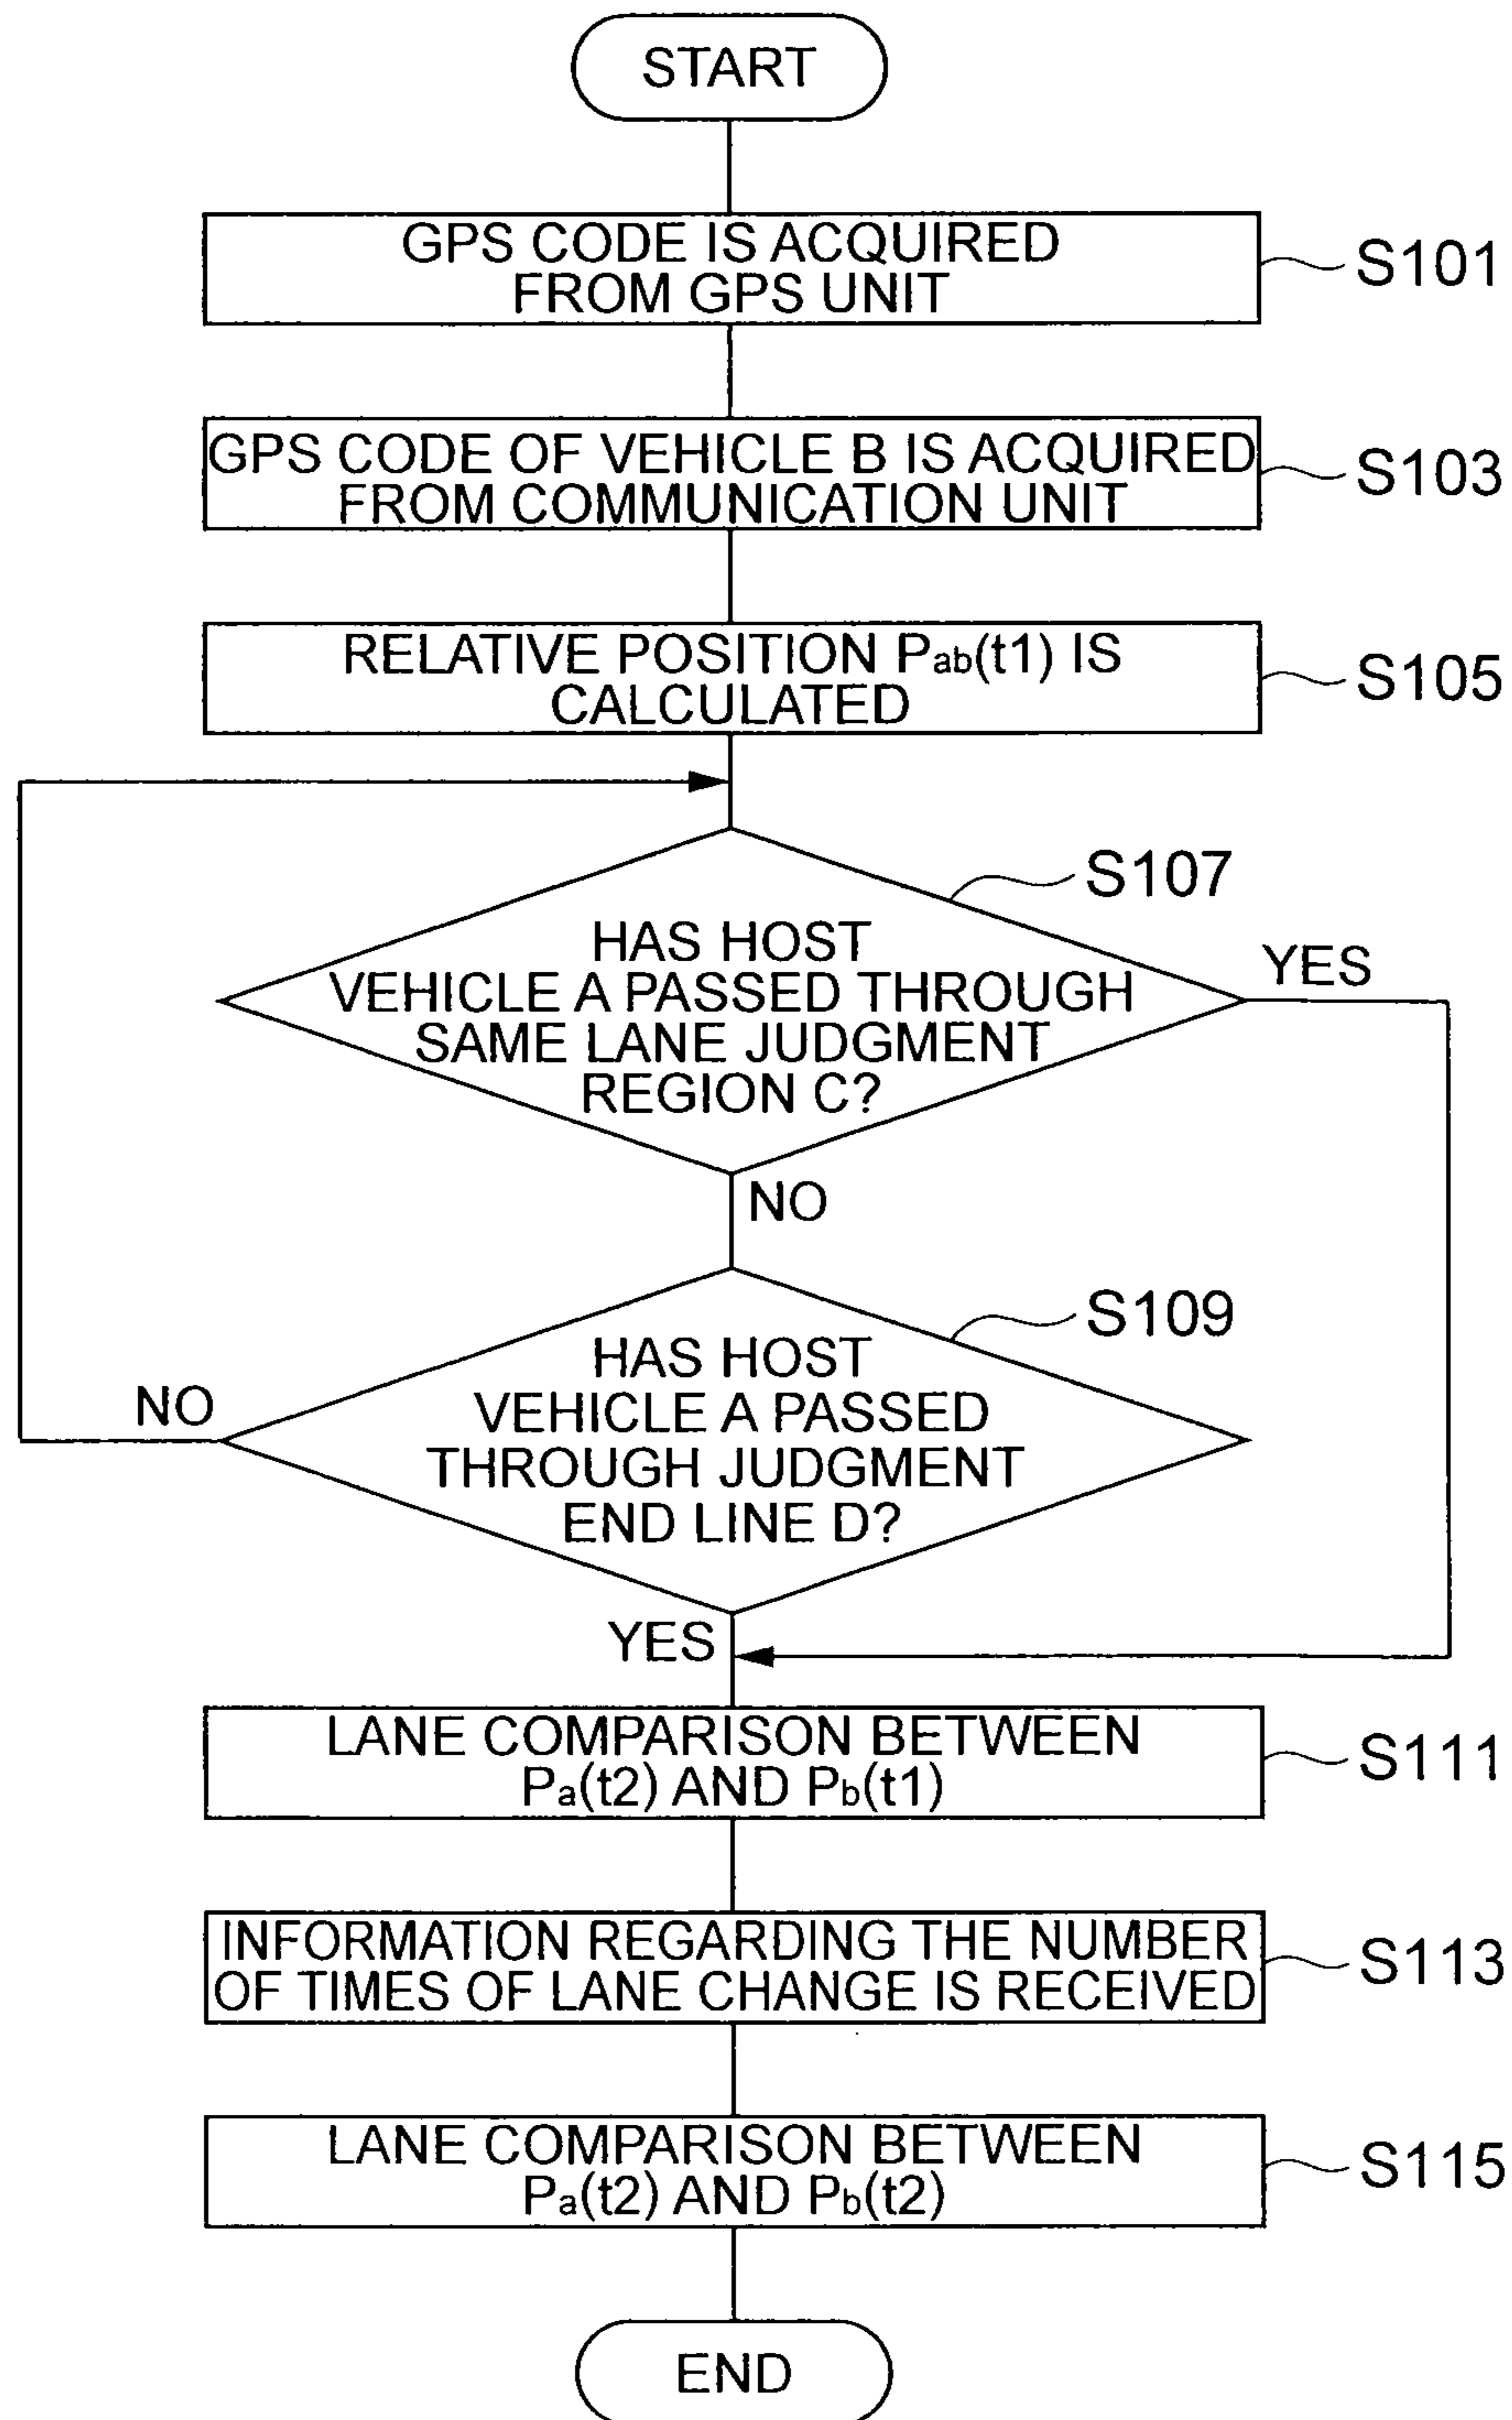 START
GPS CODE IS ACQUIRED
FROM GPS UNIT
S101
GPS CODE OF VEHICLE B IS ACQUIRED
FROM COMMUNICATION UNIT
S103
RELATIVE POSITION Pab(t1) IS
CALCULATED
S105
S107
HAS HOST
VEHICLE A PASSED THROUGH
SAME LANE JUDGMENT
REGION C?
YES
NO
S109
HAS HOST
VEHICLE A PASSED
THROUGH JUDGMENT
END LINE D?
NO
YES
LANE COMPARISON BETWEEN
Pa(t2) AND Pb(t1)
S111
INFORMATION REGARDING THE NUMBER
OF TIMES OF LANE CHANGE IS RECEIVED
S113
LANE COMPARISON BETWEEN
Pa(t2) AND Pb(t2)
S115
END